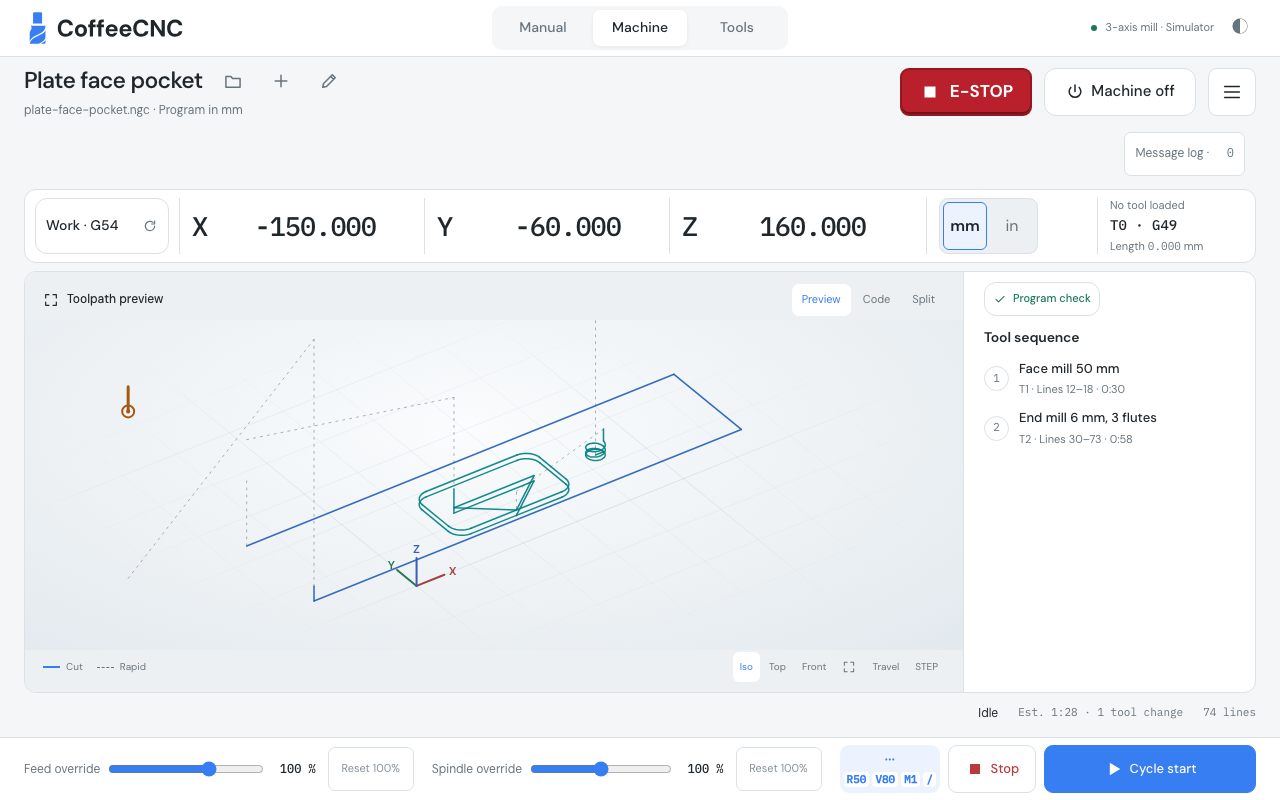 CoffeeCNC
Manual Machine Tools
3-axis mill · Simulator
Plate face pocket
plate-face-pocket.ngc · Program in mm
E-STOP
Machine off
Message log · 0
Work · G54
X -150.000
Y -60.000
Z 160.000
mm in
No tool loaded
T0 · G49
Length 0.000 mm
Toolpath preview
Preview Code Split
Z
Y
X
Cut Rapid
Iso Top Front Travel STEP
Program check
Tool sequence
1 Face mill 50 mm
T1 · Lines 12–18 · 0:30
2 End mill 6 mm, 3 flutes
T2 · Lines 30–73 · 0:58
Idle Est. 1:28 · 1 tool change 74 lines
Feed override 100 % Reset 100%
Spindle override 100 % Reset 100%
...
R50 V80 M1 /
Stop
Cycle start